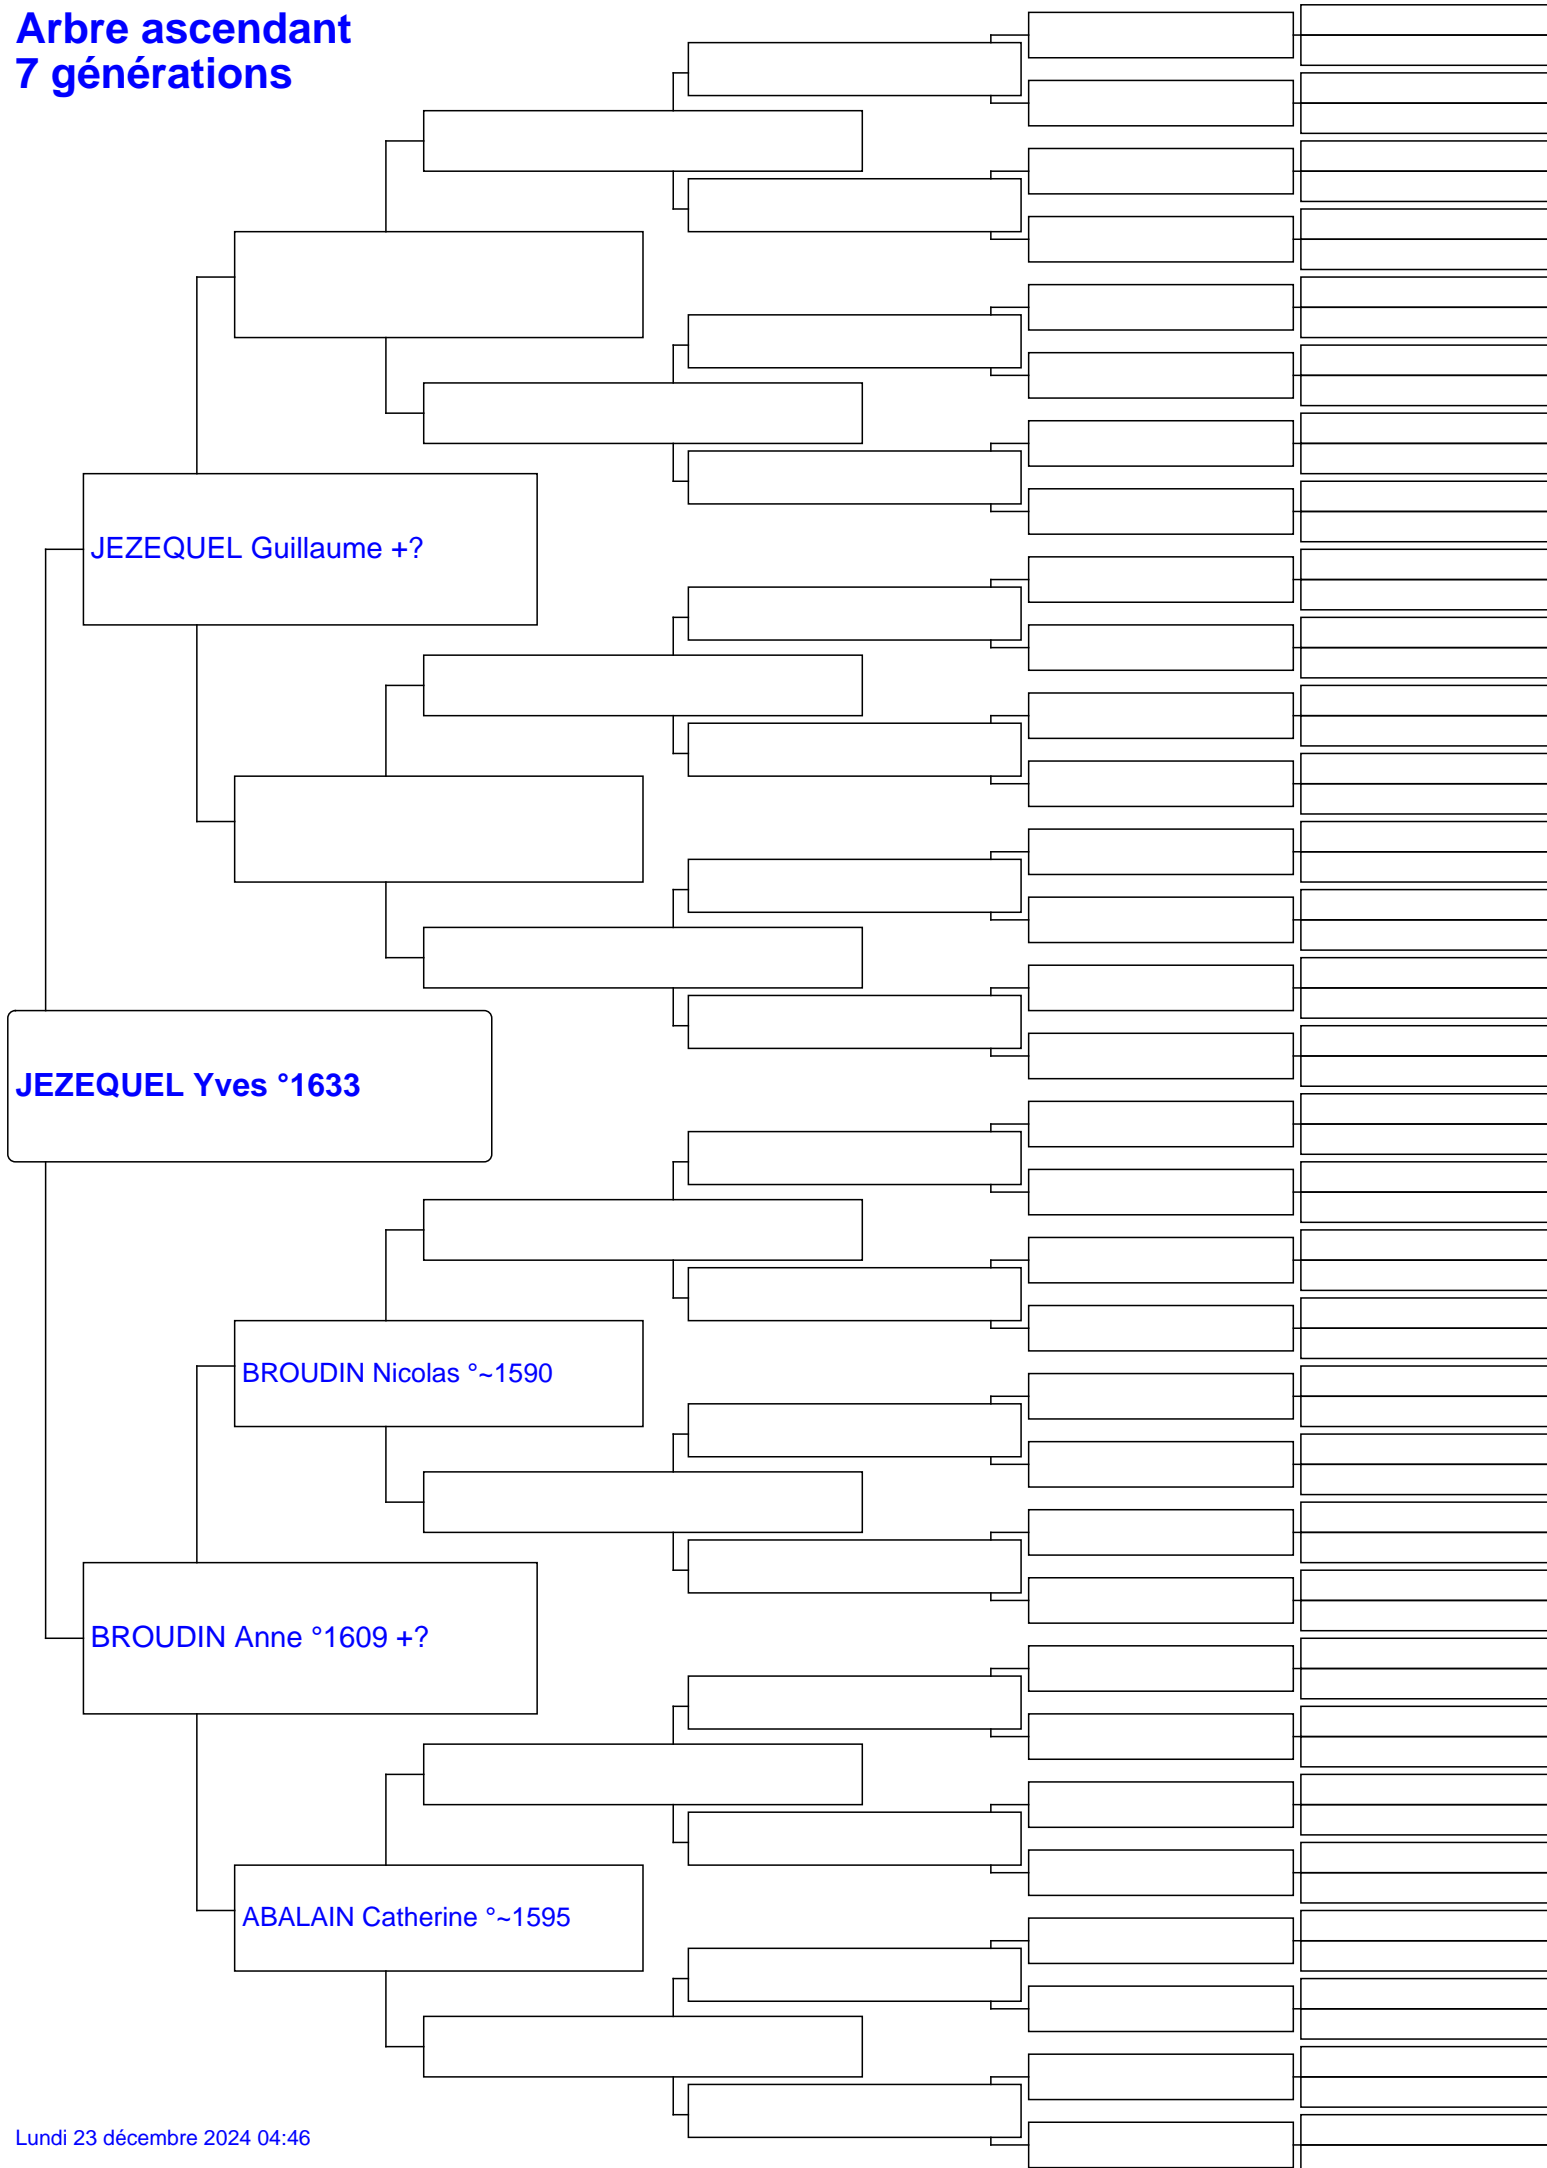 Arbre ascendant
7 générations
JEZEQUEL Guillaume +?
JEZEQUEL Yves °1633
BROUDIN Nicolas °~1590
BROUDIN Anne °1609 +?
ABALAIN Catherine °~1595
Lundi 23 décembre 2024 04:46